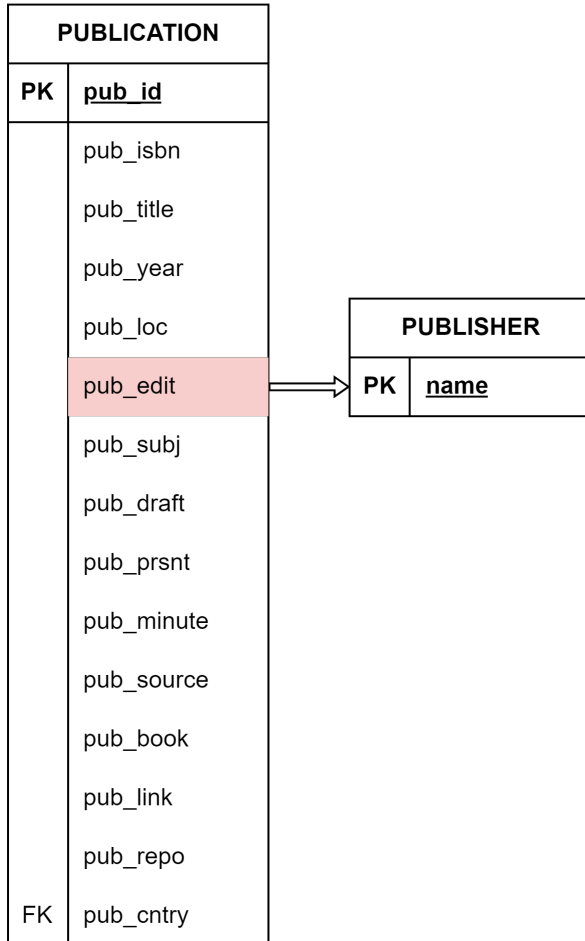 PUBLICATION
PK pub_id
pub_isbn
pub_title
pub_year
pub_loc
pub_edit
pub_subj
pub_draft
pub_prsnt
pub_minute
pub_source
pub_book
pub_link
pub_repo
FK pub_cntry
PUBLISHER
PK name